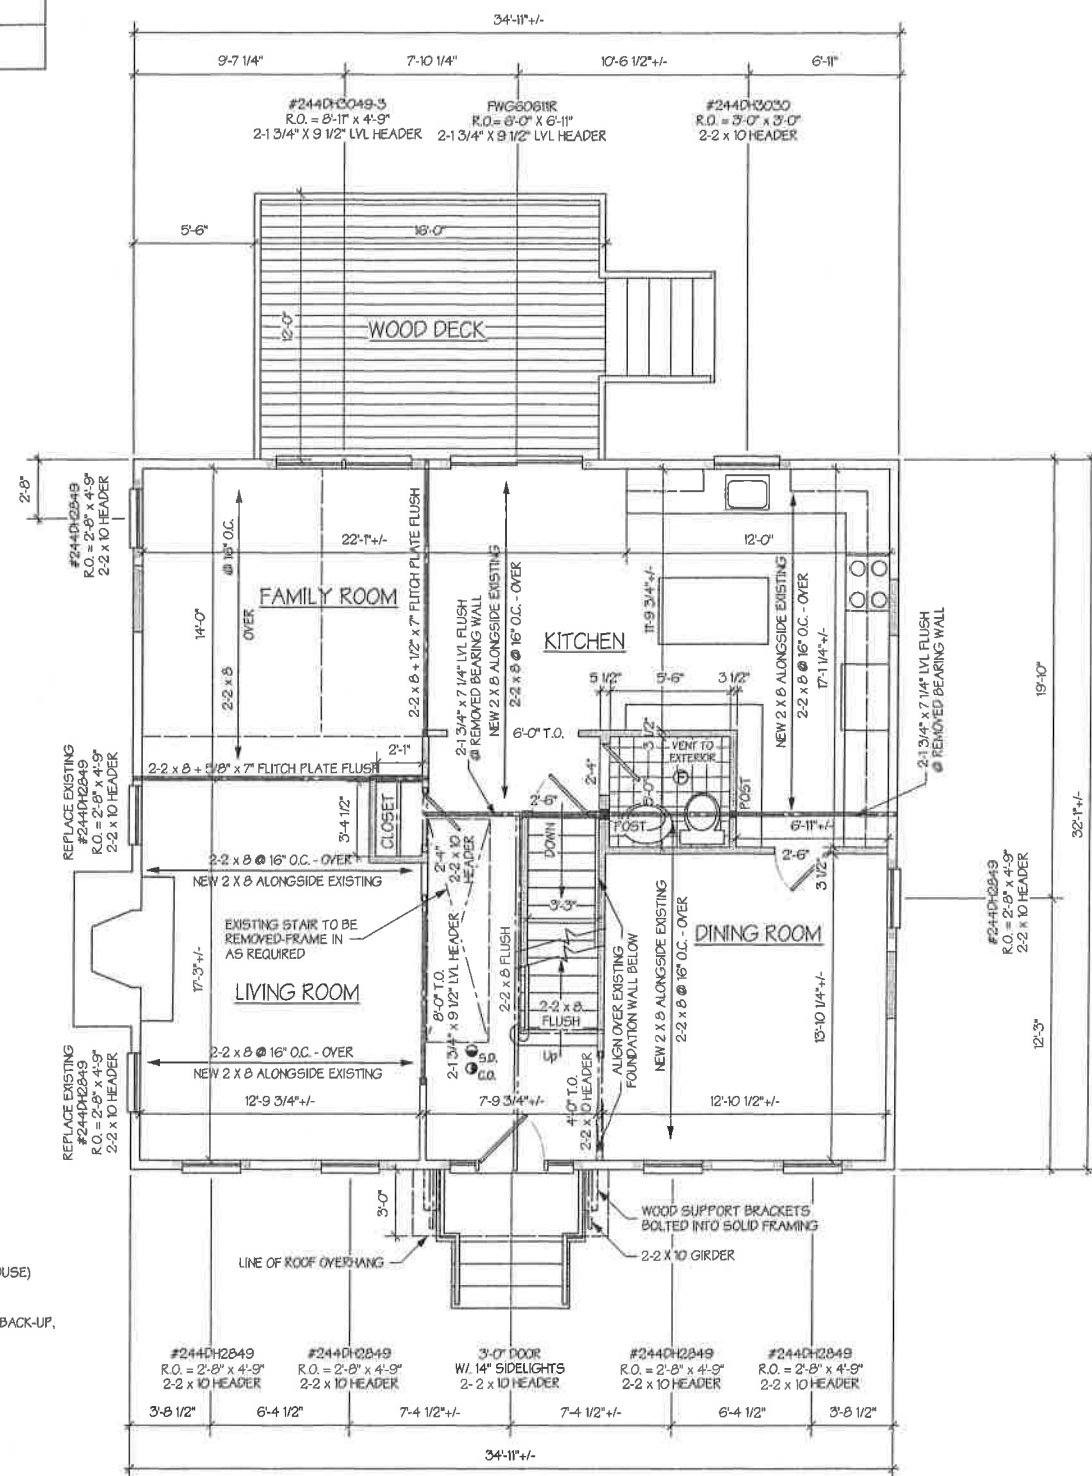 34'-11"+/-
9'-7 1/4"
7'-10 1/4"
10'-6 1/2"+/-
6'-11"
#244DH3049-3
R.O. = 8'-11" x 4'-9"
2-1 3/4" X 9 1/2" LVL HEADER
FWG60611R
R.O.= 6'-0" X 6'-11"
2-1 3/4" X 9 1/2" LVL HEADER
#244DH3030
R.O. = 3'-0" x 3'-0"
2-2 x 10 HEADER
5'-6"
16'-0"
12'-0"
WOOD DECK
2'-8"
#244DH2849
R.O. = 2'-8" x 4'-9"
2-2 x 10 HEADER
22'-1"+/-
12'-0"
14'-0"
2-2 x 8
@ 16" O.C.
OVER
FAMILY ROOM
2-2 x 8 + 1/2" x 7" FLITCH PLATE FLUSH
2-1 3/4" x 7 1/4" LVL FLUSH
@ REMOVED BEARING WALL
NEW 2 X 8 ALONGSIDE EXISTING
2-2 x 8 @ 16" O.C. - OVER
KITCHEN
11'-9 3/4"+/-
NEW 2 X 8 ALONGSIDE EXISTING
2-2 x 8 @ 16" O.C. - OVER
17'-1 1/4"+/-
2-1 3/4" x 7 1/4" LVL FLUSH
@ REMOVED BEARING WALL
19'-10"
32'-1"+/-
5 1/2"
5'-6"
3 1/2"
6'-0" T.O.
3 1/2"
VENT TO
EXTERIOR
F
2'-4"
5'-0"
POST
POST
2'-1"
2-2 x 8 + 5/8" x 7" FLITCH PLATE FLUSH
REPLACE EXISTING
#244DH2849
R.O. = 2'-8" x 4'-9"
2-2 x 10 HEADER
3'-4 1/2"
CLOSET
2'-6"
6'-11"+/-
2'-6"
3 1/2"
DOWN
2'-4"
2-2 x 10
HEADER
2-2 x 8 @ 16" O.C. - OVER
NEW 2 X 8 ALONGSIDE EXISTING
3'-3"
#244DH2849
R.O. = 2'-8" x 4'-9"
2-2 x 10 HEADER
EXISTING STAIR TO BE
REMOVED-FRAME IN
AS REQUIRED
DINING ROOM
17'-3"+/-
LIVING ROOM
8'-0" T.O.
2-1 3/4" x 9 1/2" LVL HEADER
2-2 x 8 FLUSH
2-2 x 8
FLUSH
Up
ALIGN OVER EXISTING
FOUNDATION WALL BELOW
NEW 2 X 8 ALONGSIDE EXISTING
2-2 x 8 @ 16" O.C. - OVER
13'-10 1/4"+/-
12'-3"
S.D.
C.O.
2-2 x 8 @ 16" O.C. - OVER
NEW 2 X 8 ALONGSIDE EXISTING
REPLACE EXISTING
#244DH2849
R.O. = 2'-8" x 4'-9"
2-2 x 10 HEADER
12'-9 3/4"+/-
7'-9 3/4"+/-
4'-0" T.O.
2-2 x 10 HEADER
12'-10 1/2"+/-
3'-0"
WOOD SUPPORT BRACKETS
BOLTED INTO SOLID FRAMING
LINE OF ROOF OVERHANG
2-2 X 10 GIRDER
OUSE)
BACK-UP,
#244DH2849
R.O. = 2'-8" x 4'-9"
2-2 x 10 HEADER
#244DH2849
R.O. = 2'-8" x 4'-9"
2-2 x 10 HEADER
3'-0" DOOR
W/. 14" SIDELIGHTS
2- 2 x 10 HEADER
#244DH2849
R.O. = 2'-8" x 4'-9"
2-2 x 10 HEADER
#244DH2849
R.O. = 2'-8" x 4'-9"
2-2 x 10 HEADER
3'-8 1/2"
6'-4 1/2"
7'-4 1/2"+/-
7'-4 1/2"+/-
6'-4 1/2"
3'-8 1/2"
34'-11"+/-